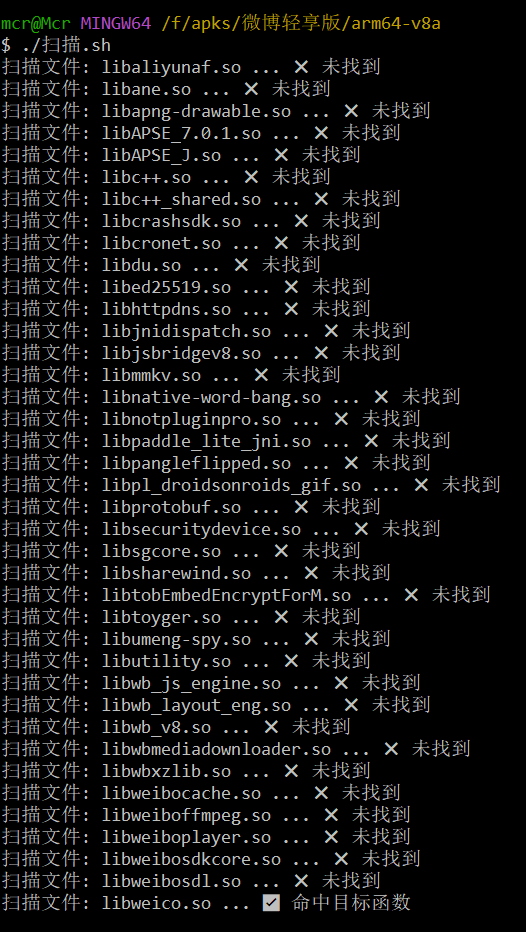 mcr@Mcr MINGW64 /f/apks/微博轻享版/arm64-v8a
$ ./扫描.sh
扫描文件: libaliyunaf.so ... ❌ 未找到
扫描文件: libane.so ... ❌ 未找到
扫描文件: libapng-drawable.so ... ❌ 未找到
扫描文件: libAPSE_7.0.1.so ... ❌ 未找到
扫描文件: libAPSE_J.so ... ❌ 未找到
扫描文件: libc++.so ... ❌ 未找到
扫描文件: libc++_shared.so ... ❌ 未找到
扫描文件: libcrashsdk.so ... ❌ 未找到
扫描文件: libcronet.so ... ❌ 未找到
扫描文件: libdu.so ... ❌ 未找到
扫描文件: libed25519.so ... ❌ 未找到
扫描文件: libhttpdns.so ... ❌ 未找到
扫描文件: libjnidispatch.so ... ❌ 未找到
扫描文件: libjsbridgev8.so ... ❌ 未找到
扫描文件: libmmkv.so ... ❌ 未找到
扫描文件: libnative-word-bang.so ... ❌ 未找到
扫描文件: libnotpluginpro.so ... ❌ 未找到
扫描文件: libpaddle_lite_jni.so ... ❌ 未找到
扫描文件: libpangleflipped.so ... ❌ 未找到
扫描文件: libpl_droidsonroids_gif.so ... ❌ 未找到
扫描文件: libprotobuf.so ... ❌ 未找到
扫描文件: libsecuritydevice.so ... ❌ 未找到
扫描文件: libsgcore.so ... ❌ 未找到
扫描文件: libsharewind.so ... ❌ 未找到
扫描文件: libtobEmbedEncryptForM.so ... ❌ 未找到
扫描文件: libtoyger.so ... ❌ 未找到
扫描文件: libumeng-spy.so ... ❌ 未找到
扫描文件: libutility.so ... ❌ 未找到
扫描文件: libwb_js_engine.so ... ❌ 未找到
扫描文件: libwb_layout_eng.so ... ❌ 未找到
扫描文件: libwb_v8.so ... ❌ 未找到
扫描文件: libwbmediadownloader.so ... ❌ 未找到
扫描文件: libwbxzlib.so ... ❌ 未找到
扫描文件: libweibocache.so ... ❌ 未找到
扫描文件: libweiboffmpeg.so ... ❌ 未找到
扫描文件: libweiboplayer.so ... ❌ 未找到
扫描文件: libweibosdkcore.so ... ❌ 未找到
扫描文件: libweibosdl.so ... ❌ 未找到
扫描文件: libweico.so ... ✅ 命中目标函数